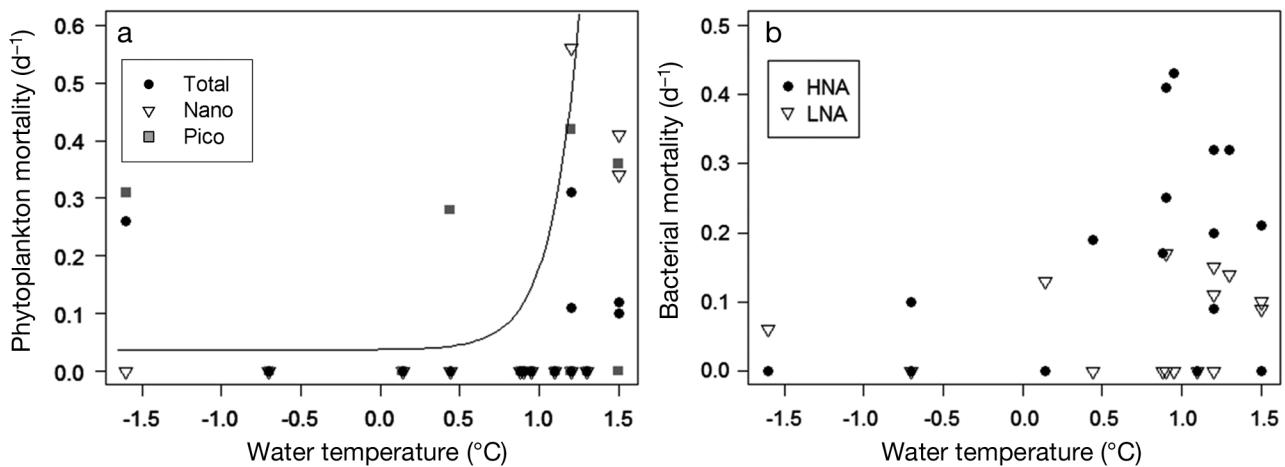 a
Phytoplankton mortality (d⁻¹)
0.6
0.5
0.4
0.3
0.2
0.1
0.0
Total
Nano
Pico
-1.5 -1.0 -0.5 0.0 0.5 1.0 1.5
Water temperature (°C)
b
Bacterial mortality (d⁻¹)
0.5
0.4
0.3
0.2
0.1
0.0
HNA
LNA
-1.5 -1.0 -0.5 0.0 0.5 1.0 1.5
Water temperature (°C)